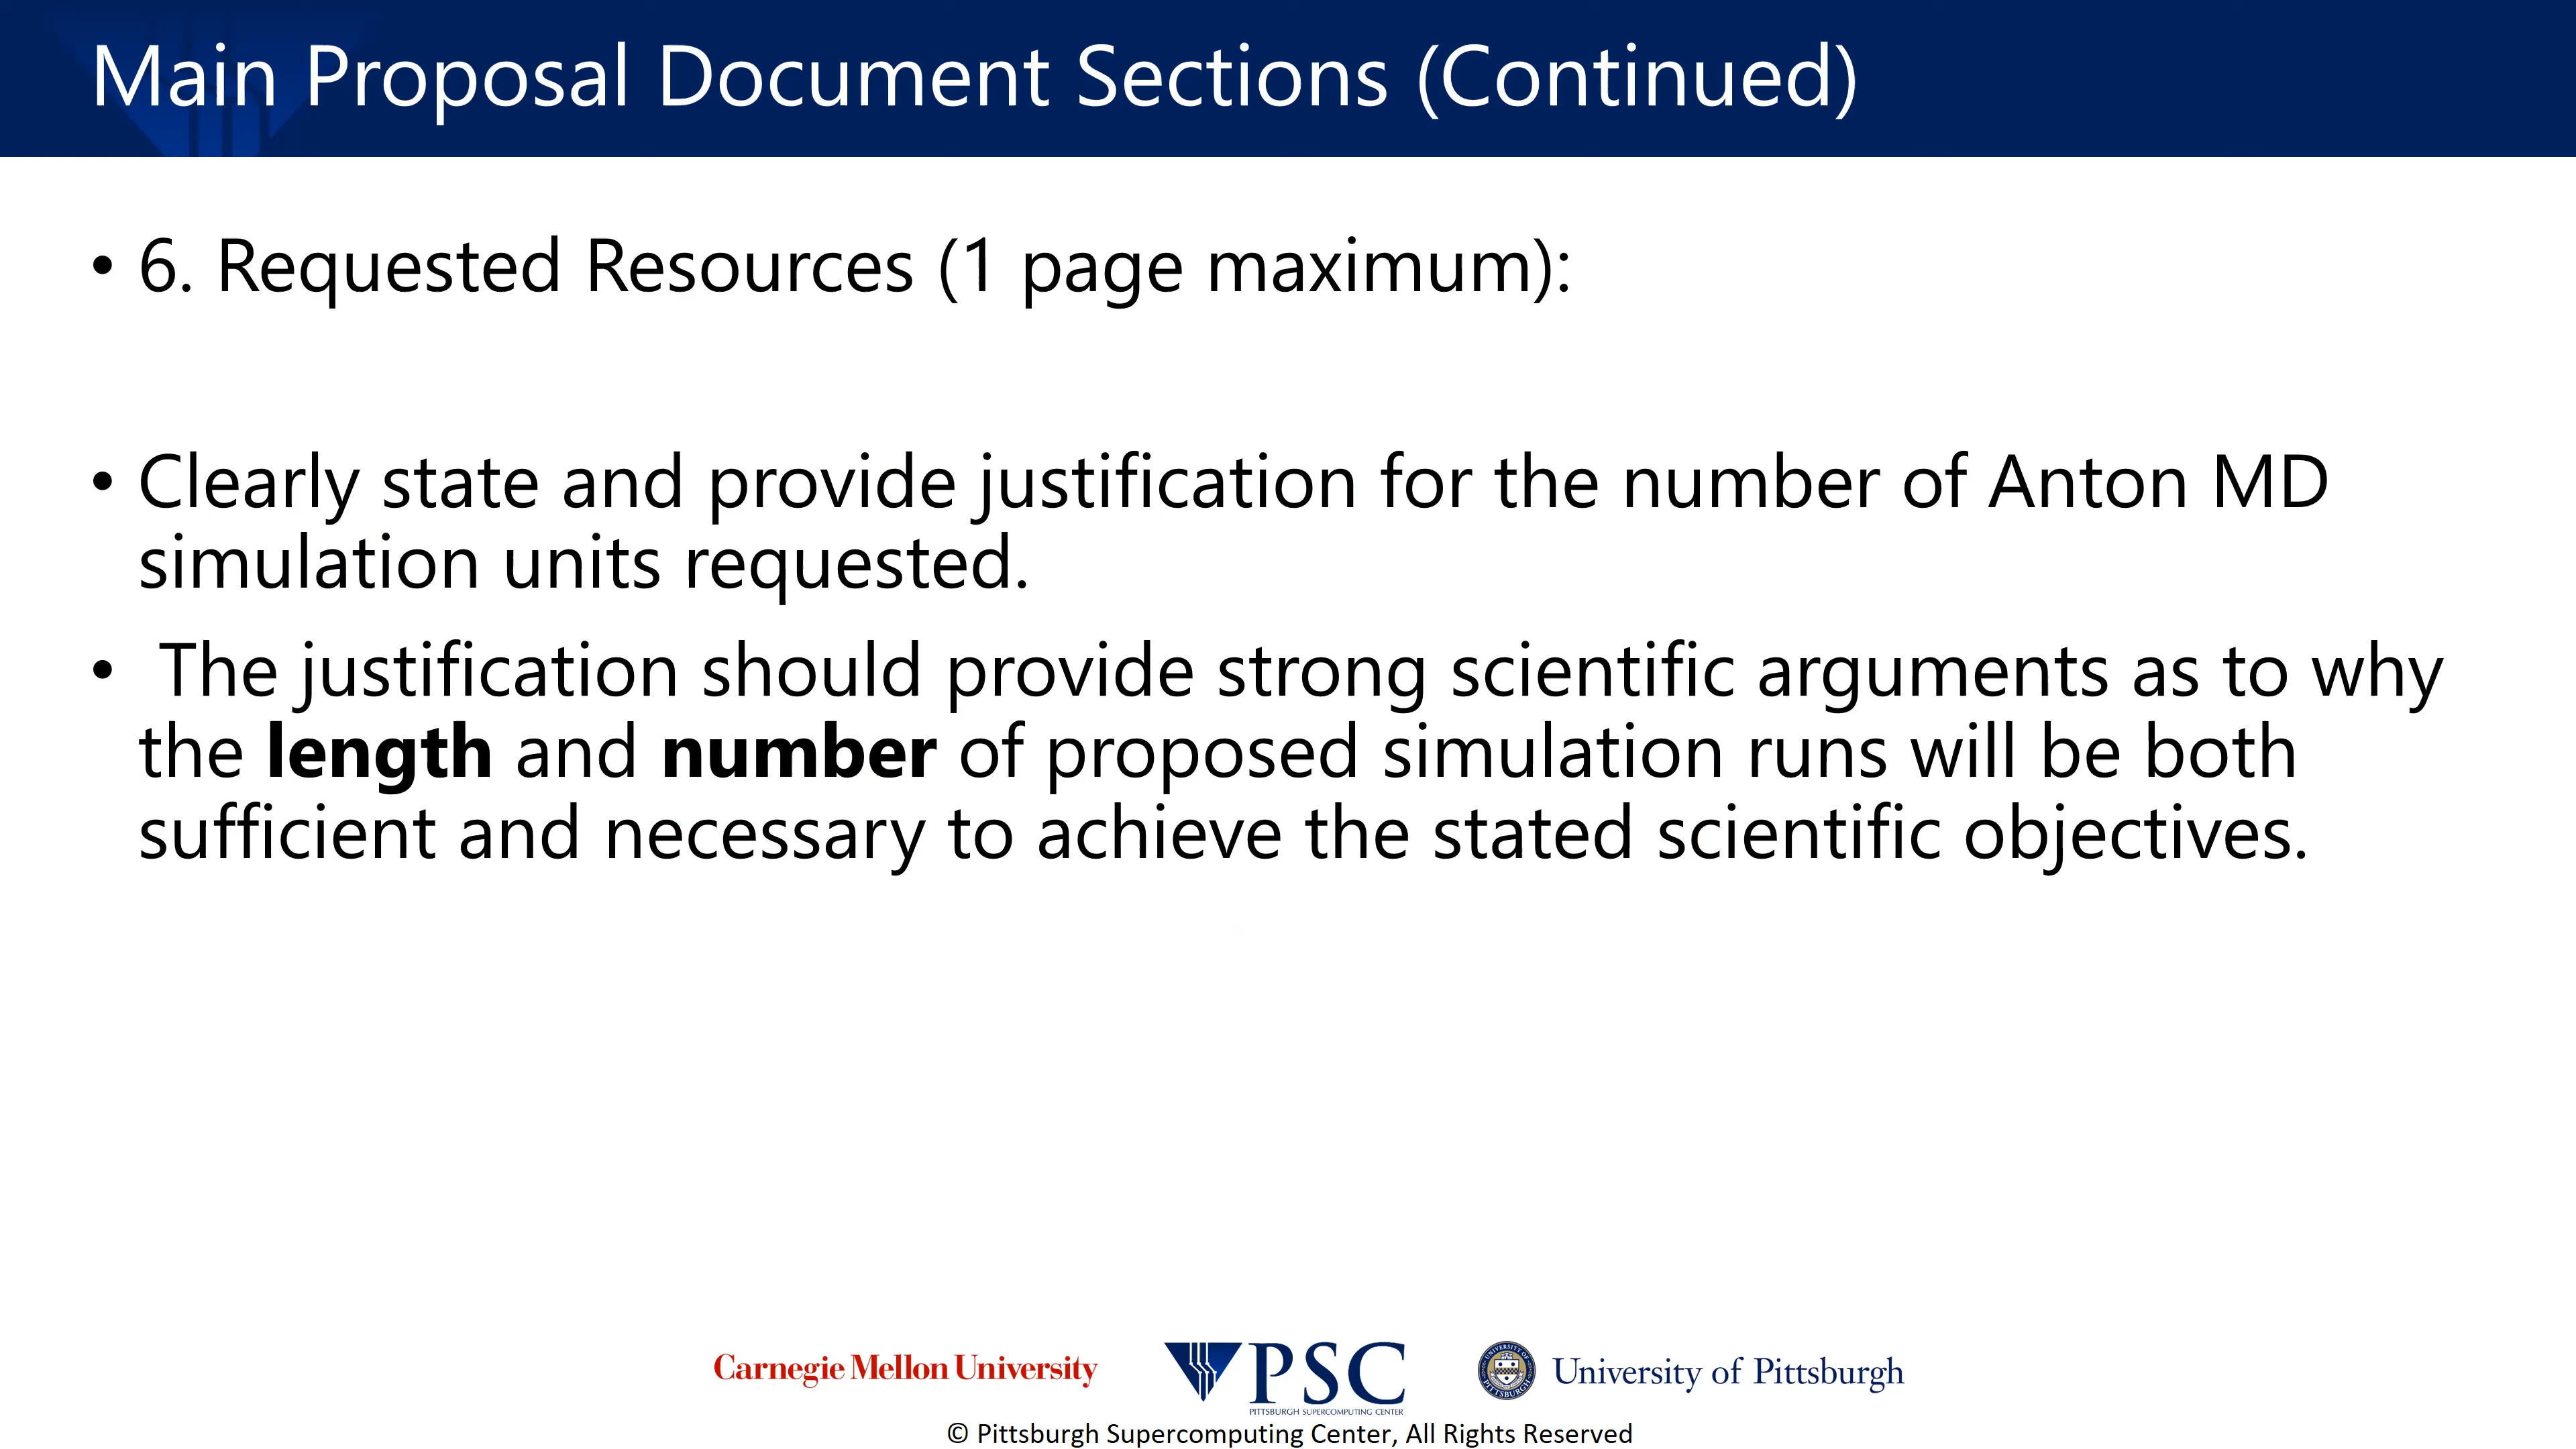 Main Proposal Document Sections (Continued)
• 6. Requested Resources (1 page maximum):
• Clearly state and provide justification for the number of Anton MD
simulation units requested.
• The justification should provide strong scientific arguments as to why
the length and number of proposed simulation runs will be both
sufficient and necessary to achieve the stated scientific objectives.
Carnegie Mellon University
PSC
PITTSBURGH SUPERCOMPUTING CENTER
University of Pittsburgh
© Pittsburgh Supercomputing Center, All Rights Reserved